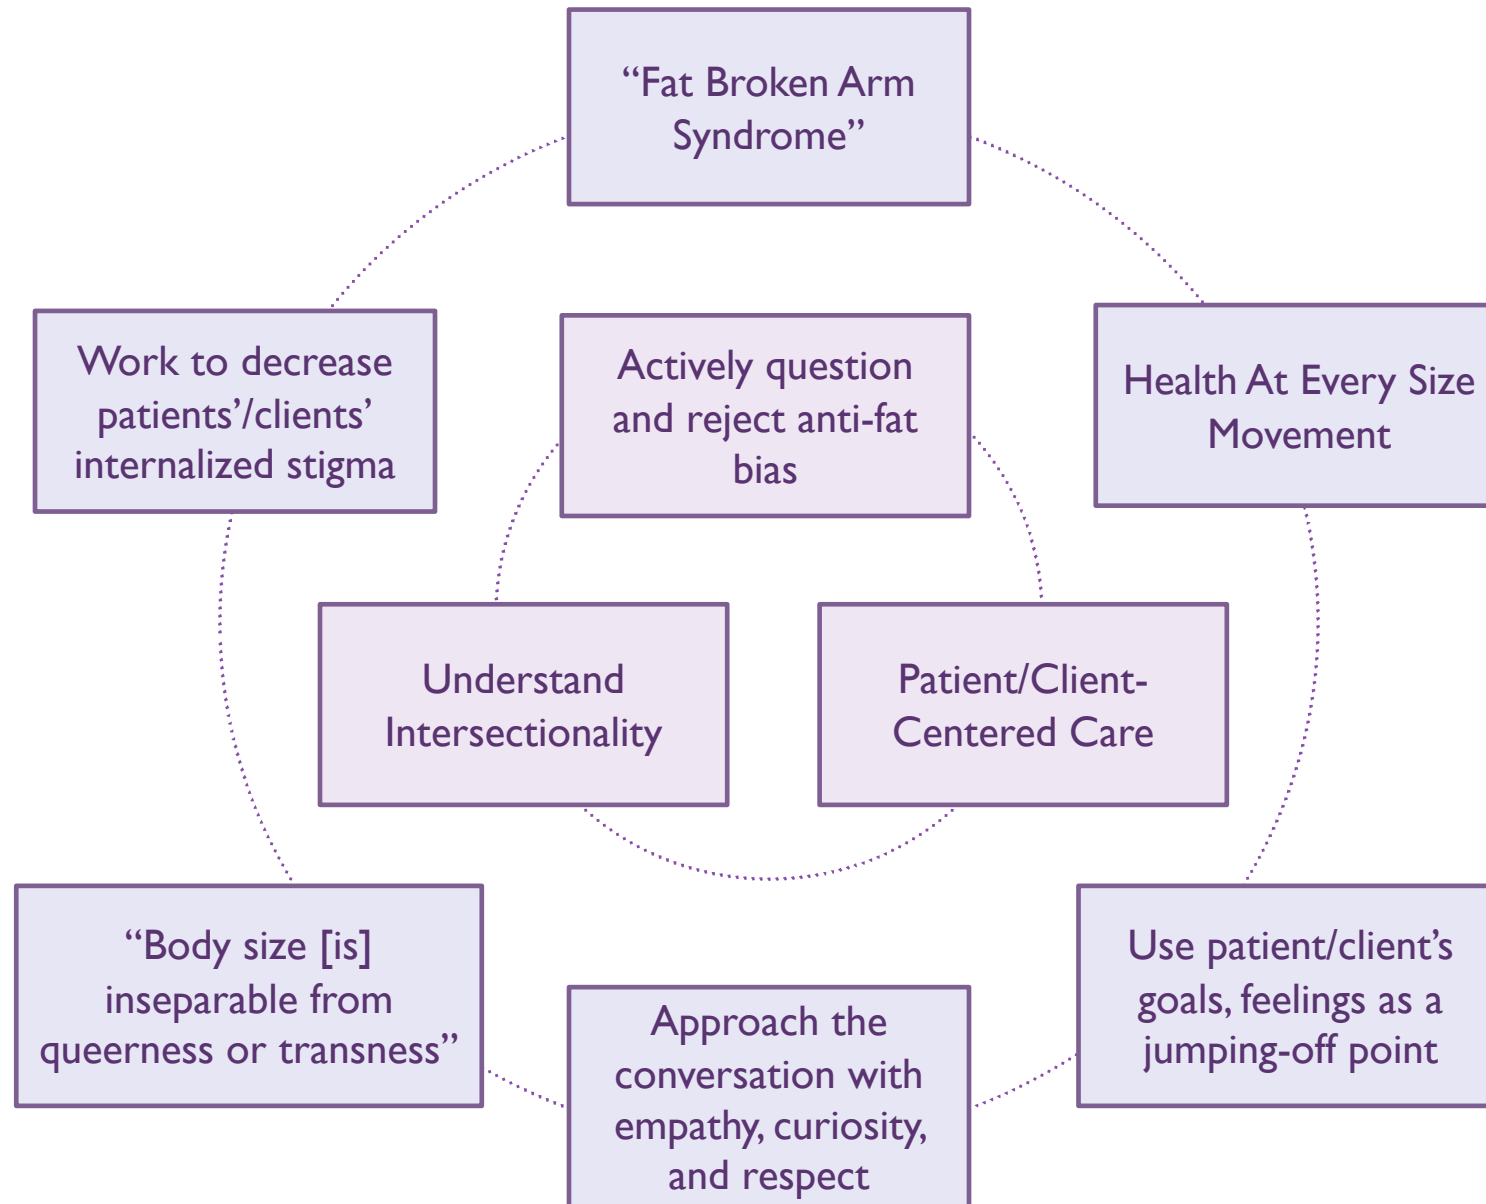 “Fat Broken Arm
Syndrome”
Work to decrease
patients’/clients’
internalized stigma
Actively question
and reject anti-fat
bias
Health At Every Size
Movement
Understand
Intersectionality
Patient/Client-
Centered Care
“Body size [is]
inseparable from
queerness or transness”
Approach the
conversation with
empathy, curiosity,
and respect
Use patient/client’s
goals, feelings as a
jumping-off point